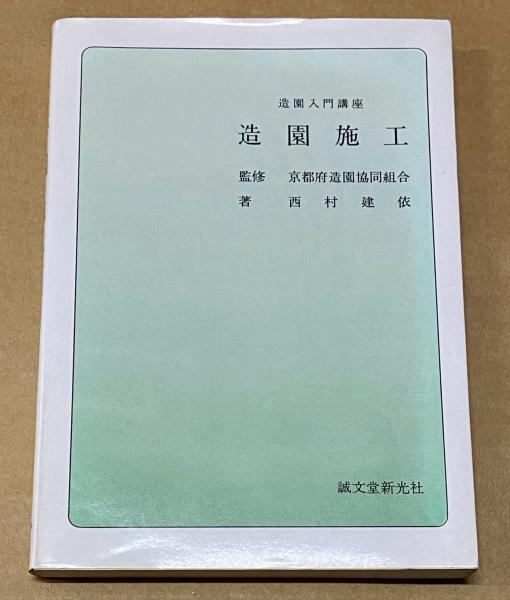 造園入門講座
造園施工
監修 京都府造園協同組合
著 西村建依
誠文堂新光社